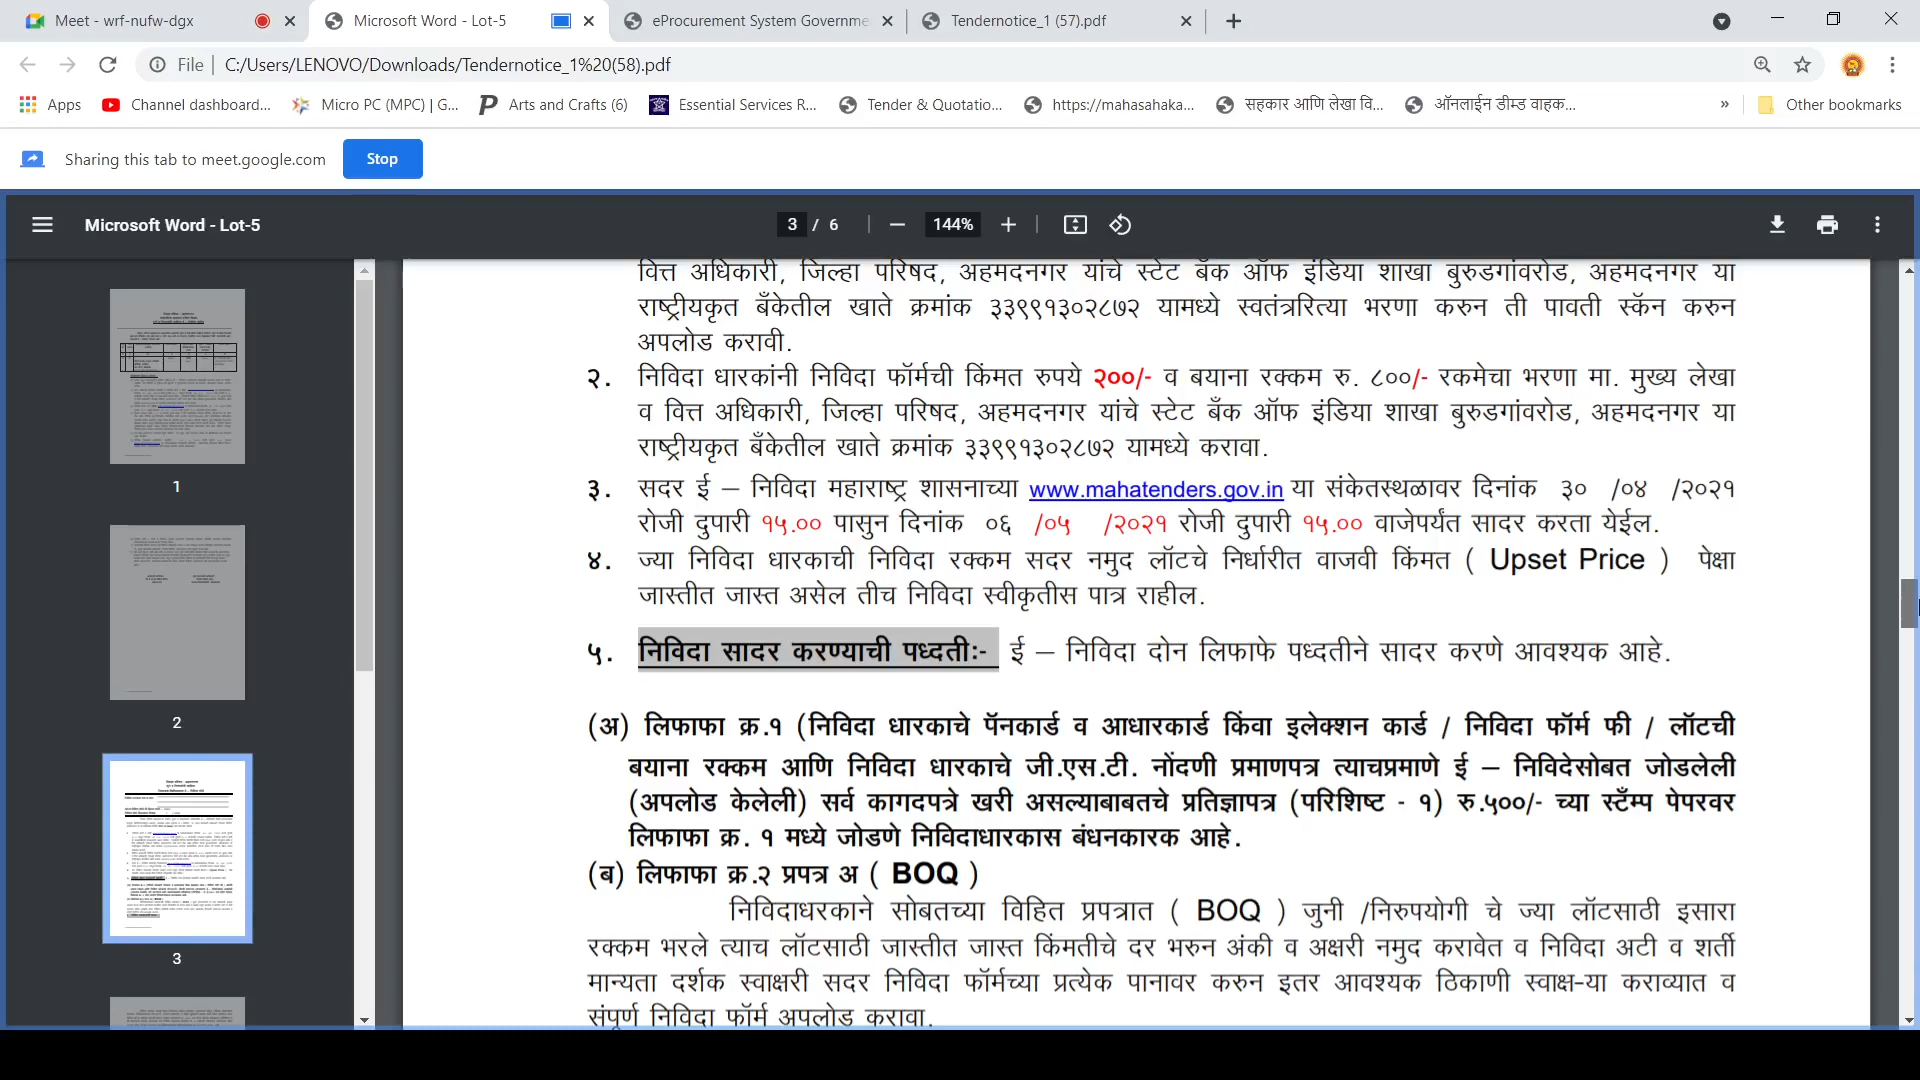 Meet - wrf-nufw-dgx
Microsoft Word - Lot-5
eProcurement System Governme
Tendernotice_1 (57).pdf
File
C:/Users/LENOVO/Downloads/Tendernotice_1%20(58).pdf
Apps
Channel dashboard...
Micro PC (MPC) | G...
Arts and Crafts (6)
Essential Services R...
Tender & Quotatio...
https://mahasahaka...
सहकार आणि लेखा वि...
ऑनलाईन डीम्ड वाहक...
»
Other bookmarks
Sharing this tab to meet.google.com
Stop
Microsoft Word - Lot-5
3 / 6
144%
1
2
3
वित्त अधिकारी, जिल्हा परिषद, अहमदनगर यांचे स्टेट बँक ऑफ इंडिया शाखा बुरुडगांवरोड, अहमदनगर या
राष्ट्रीयकृत बँकेतील खाते क्रमांक ३३९९१३०२८७२ यामध्ये स्वतंत्ररित्या भरणा करुन ती पावती स्कॅन करुन
अपलोड करावी.
२. निविदा धारकांनी निविदा फॉर्मची किंमत रुपये २००/- व बयाना रक्कम रु. ८००/- रकमेचा भरणा मा. मुख्य लेखा
व वित्त अधिकारी, जिल्हा परिषद, अहमदनगर यांचे स्टेट बँक ऑफ इंडिया शाखा बुरुडगांवरोड, अहमदनगर या
राष्ट्रीयकृत बँकेतील खाते क्रमांक ३३९९१३०२८७२ यामध्ये करावा.
३. सदर ई – निविदा महाराष्ट्र शासनाच्या www.mahatenders.gov.in या संकेतस्थळावर दिनांक ३० /०४ /२०२१
रोजी दुपारी १५.०० पासुन दिनांक ०६ /०५ /२०२१ रोजी दुपारी १५.०० वाजेपर्यंत सादर करता येईल.
४. ज्या निविदा धारकाची निविदा रक्कम सदर नमुद लॉटचे निर्धारीत वाजवी किंमत ( Upset Price ) पेक्षा
जास्तीत जास्त असेल तीच निविदा स्वीकृतीस पात्र राहील.
५. निविदा सादर करण्याची पध्दतीः- ई – निविदा दोन लिफाफे पध्दतीने सादर करणे आवश्यक आहे.
(अ) लिफाफा क्र.१ (निविदा धारकाचे पॅनकार्ड व आधारकार्ड किंवा इलेक्शन कार्ड / निविदा फॉर्म फी / लॉटची
बयाना रक्कम आणि निविदा धारकाचे जी.एस.टी. नोंदणी प्रमाणपत्र त्याचप्रमाणे ई – निविदेसोबत जोडलेली
(अपलोड केलेली) सर्व कागदपत्रे खरी असल्याबाबतचे प्रतिज्ञापत्र (परिशिष्ट - १) रु.५००/- च्या स्टँम्प पेपरवर
लिफाफा क्र. १ मध्ये जोडणे निविदाधारकास बंधनकारक आहे.
(ब) लिफाफा क्र.२ प्रपत्र अ ( BOQ )
निविदाधरकाने सोबतच्या विहित प्रपत्रात ( BOQ ) जुनी /निरुपयोगी चे ज्या लॉटसाठी इसारा
रक्कम भरले त्याच लॉटसाठी जास्तीत जास्त किंमतीचे दर भरुन अंकी व अक्षरी नमुद करावेत व निविदा अटी व शर्ती
मान्यता दर्शक स्वाक्षरी सदर निविदा फॉर्मच्या प्रत्येक पानावर करुन इतर आवश्यक ठिकाणी स्वाक्ष-या कराव्यात व
संपूर्ण निविदा फॉर्म अपलोड करावा.